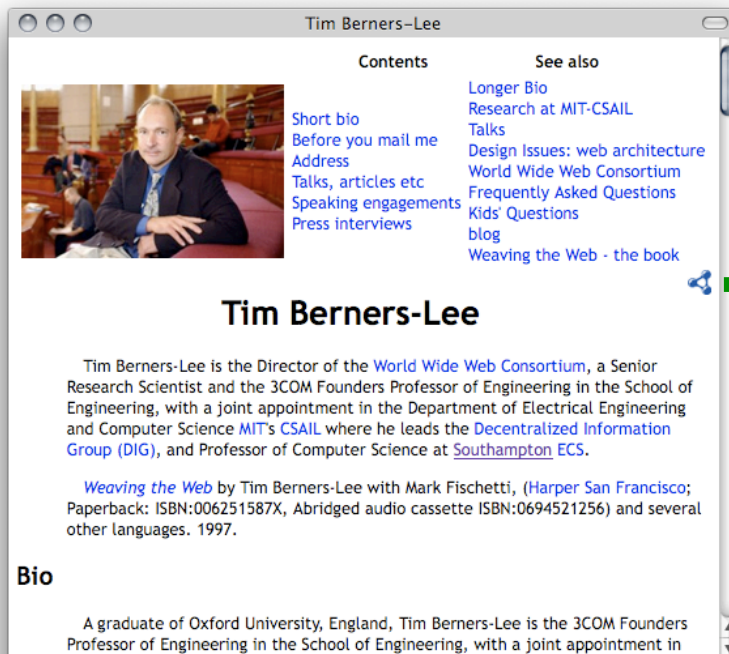 Tim Berners-Lee
Contents
See also
Short bio
Before you mail me
Address
Talks, articles etc
Speaking engagements
Press interviews
Longer Bio
Research at MIT-CSAIL
Talks
Design Issues: web architecture
World Wide Web Consortium
Frequently Asked Questions
Kids' Questions
blog
Weaving the Web - the book
Tim Berners-Lee
Tim Berners-Lee is the Director of the World Wide Web Consortium, a Senior
Research Scientist and the 3COM Founders Professor of Engineering in the School of
Engineering, with a joint appointment in the Department of Electrical Engineering
and Computer Science MIT's CSAIL where he leads the Decentralized Information
Group (DIG), and Professor of Computer Science at Southampton ECS.
Weaving the Web by Tim Berners-Lee with Mark Fischetti, (Harper San Francisco;
Paperback: ISBN:006251587X, Abridged audio cassette ISBN:0694521256) and several
other languages. 1997.
Bio
A graduate of Oxford University, England, Tim Berners-Lee is the 3COM Founders
Professor of Engineering in the School of Engineering, with a joint appointment in